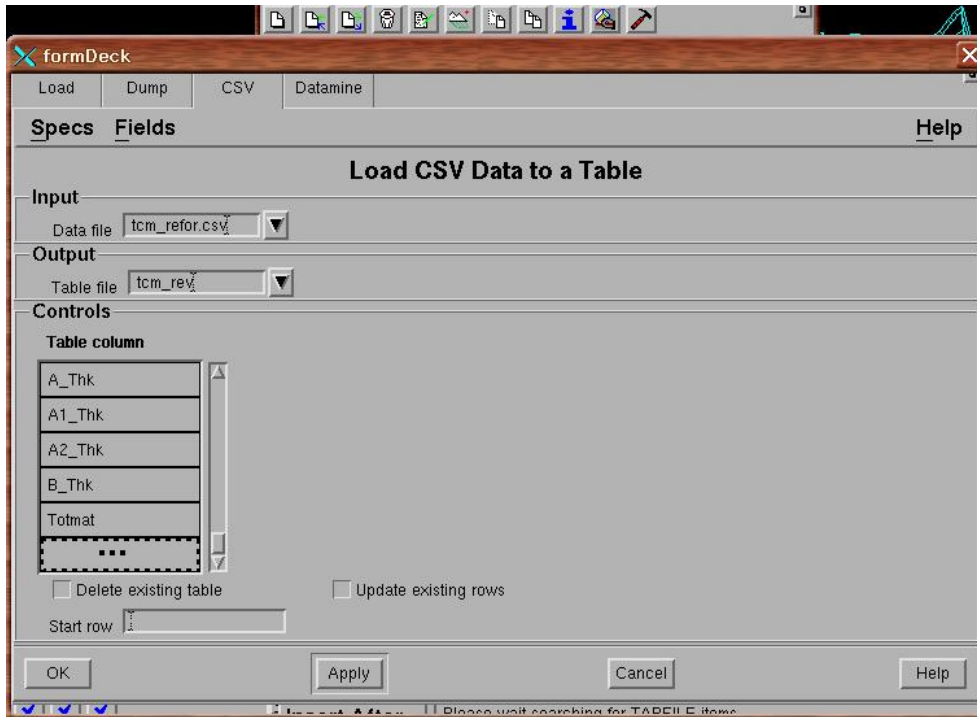 formDeck
Load Dump CSV Datamine
Specs Fields Help
Load CSV Data to a Table
Input
Data file tcm_refor.csv
Output
Table file tcm_rev
Controls
Table column
A_Thk
A1_Thk
A2_Thk
B_Thk
Totmat
...
Delete existing table Update existing rows
Start row
OK Apply Cancel Help
Please wait searching for TABFILE items